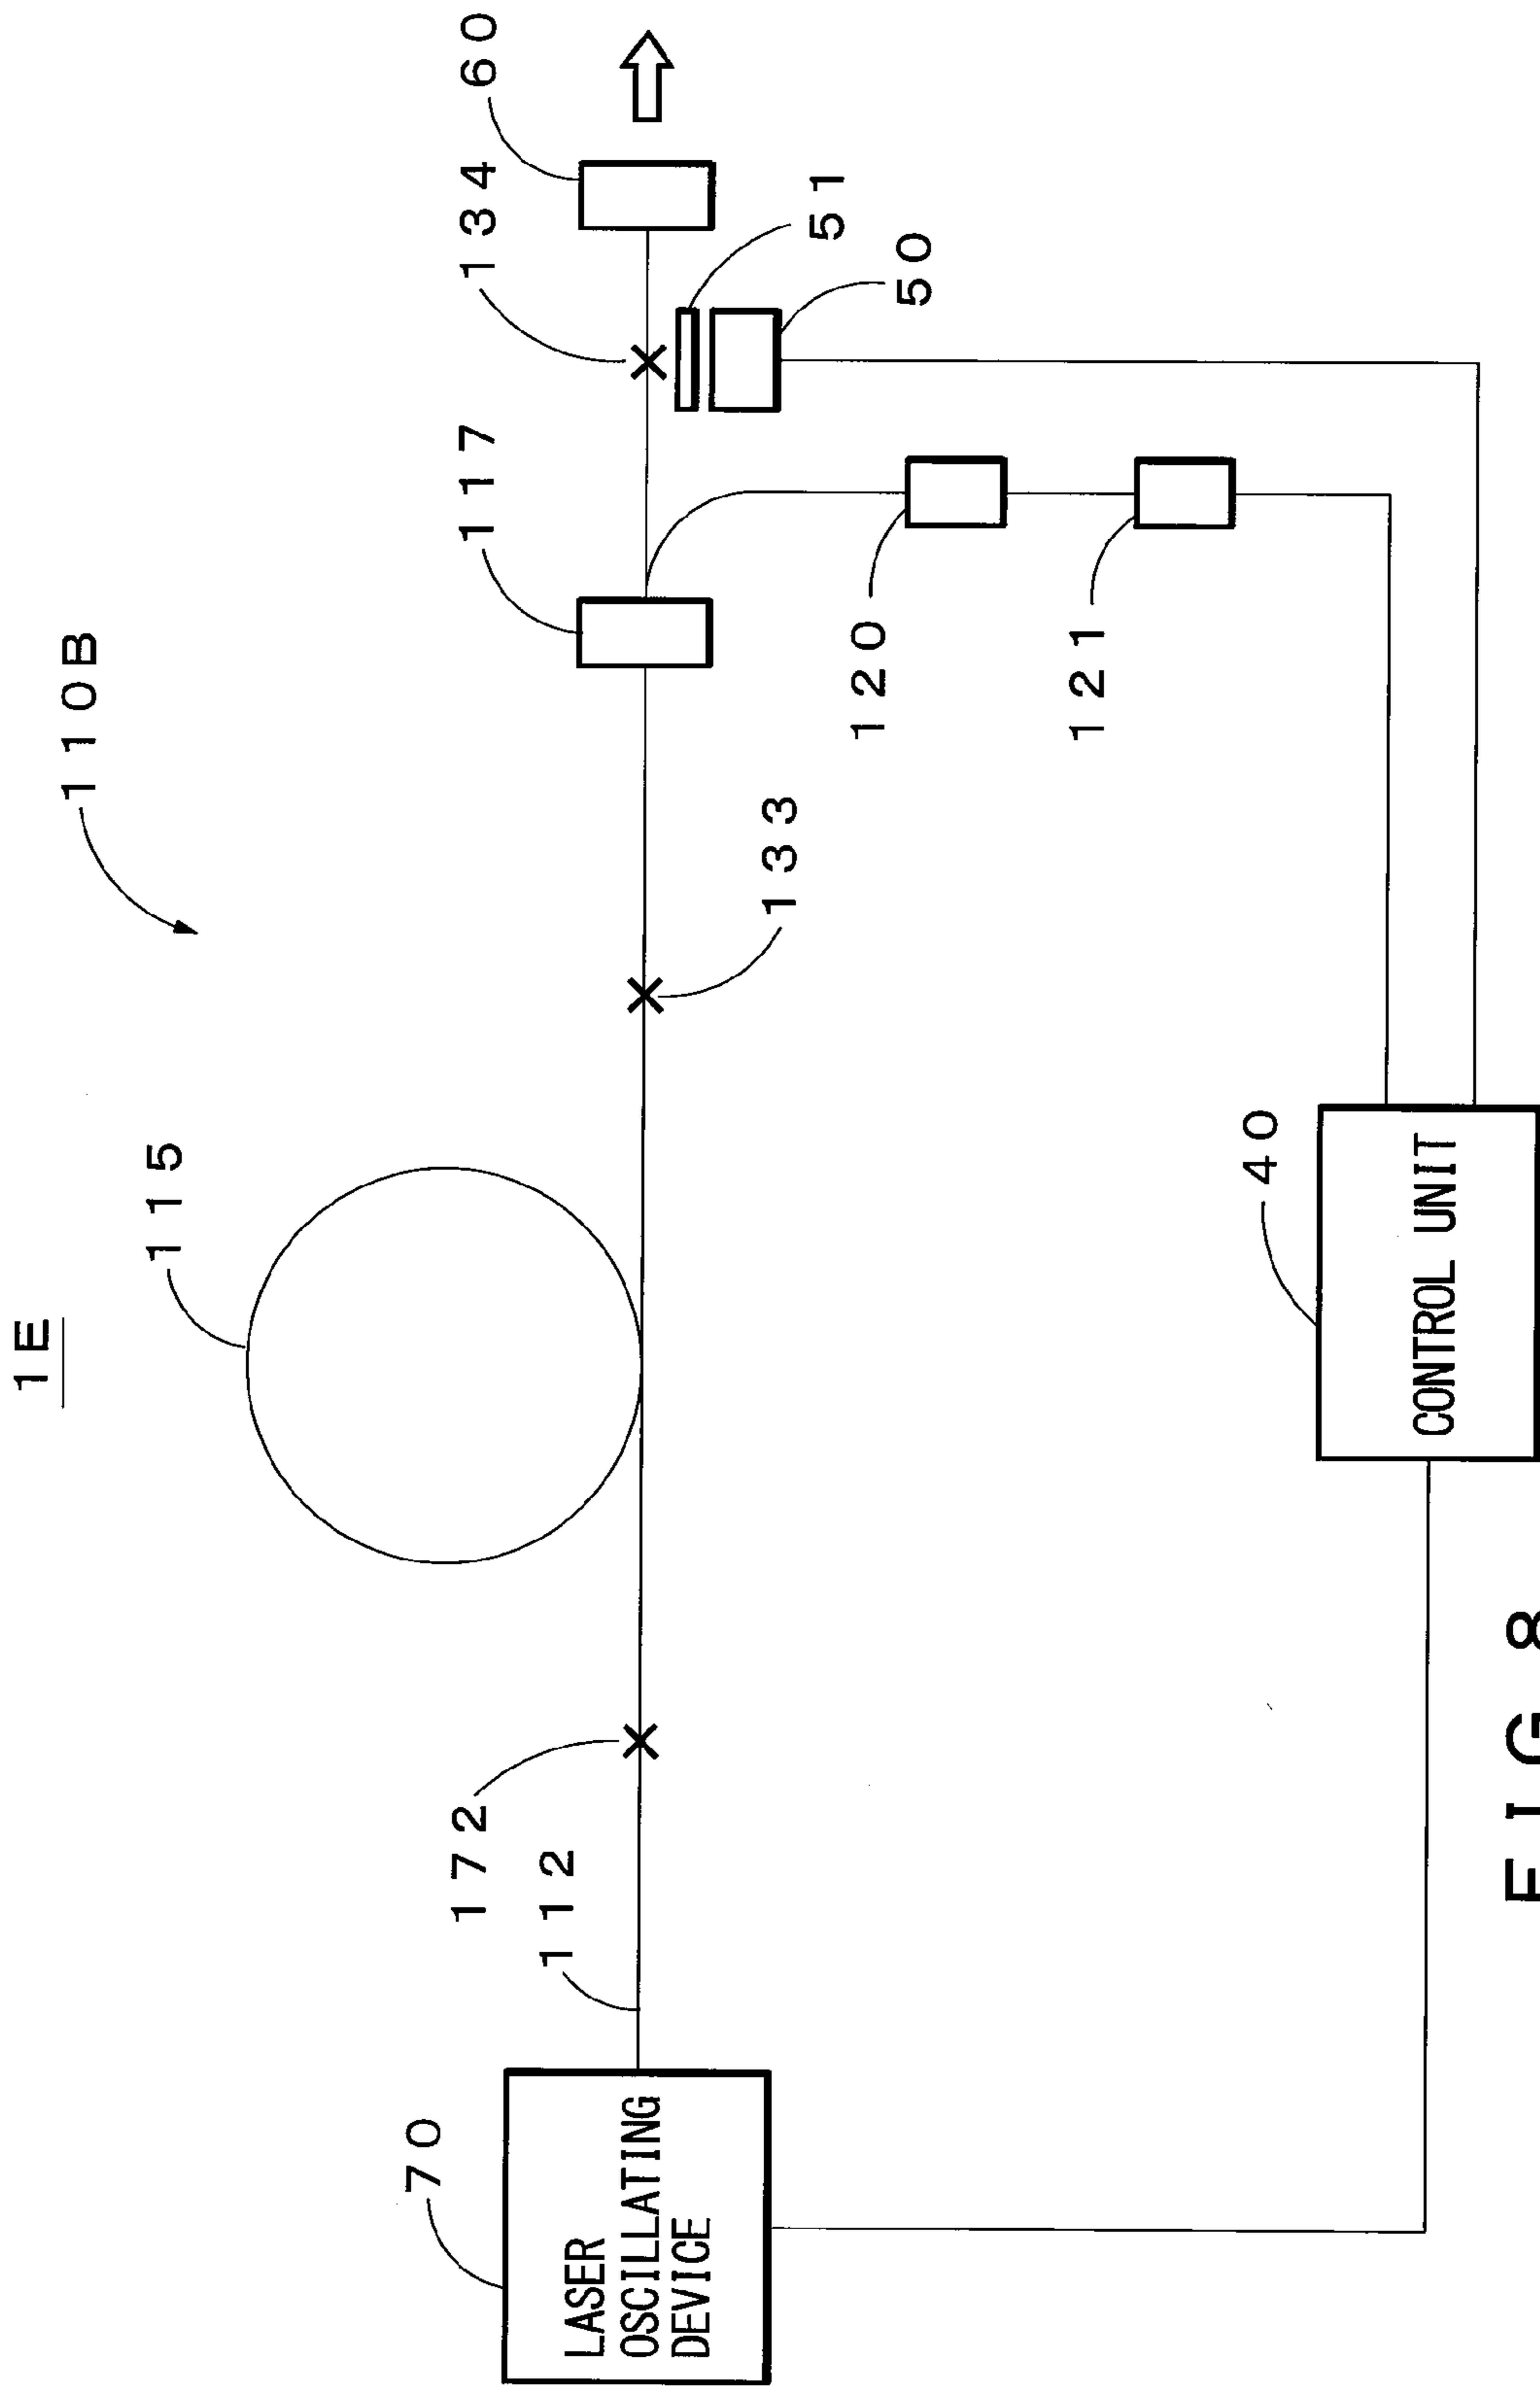 1E
110B
115
60
134
117
51
50
172
112
133
70
120
121
LASER
OSCILLATING
DEVICE
40
CONTROL UNIT
FIG 8